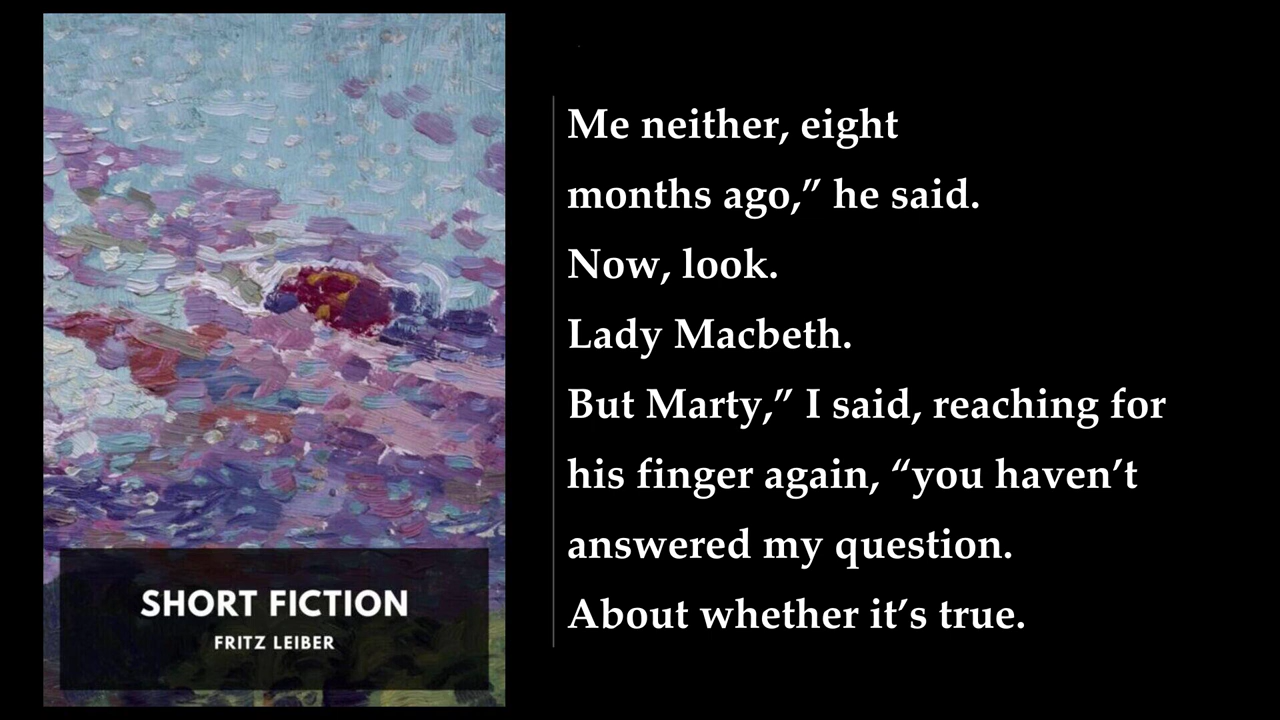 Me neither, eight
months ago,” he said.
Now, look.
Lady Macbeth.
But Marty,” I said, reaching for
his finger again, “you haven’t
answered my question.
About whether it’s true.
SHORT FICTION
FRITZ LEIBER